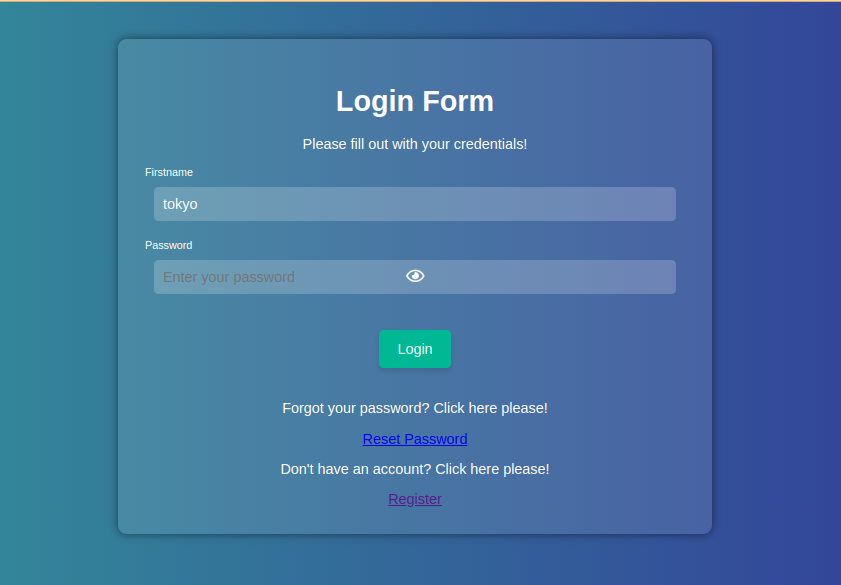 Login Form
Please fill out with your credentials!
Firstname
tokyo
Password
Enter your password
Login
Forgot your password? Click here please!
Reset Password
Don't have an account? Click here please!
Register